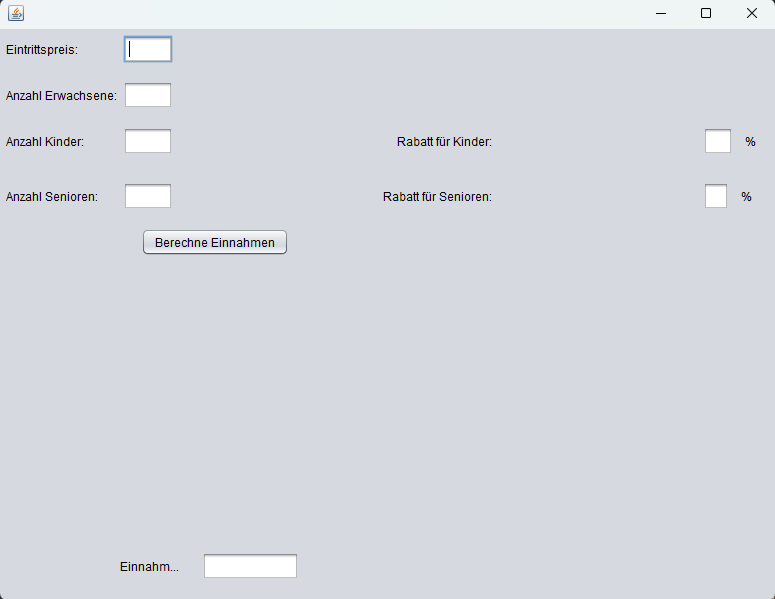 Eintrittspreis:
Anzahl Erwachsene:
Anzahl Kinder: Rabatt für Kinder: %
Anzahl Senioren: Rabatt für Senioren: %
Berechne Einnahmen
Einnahm...